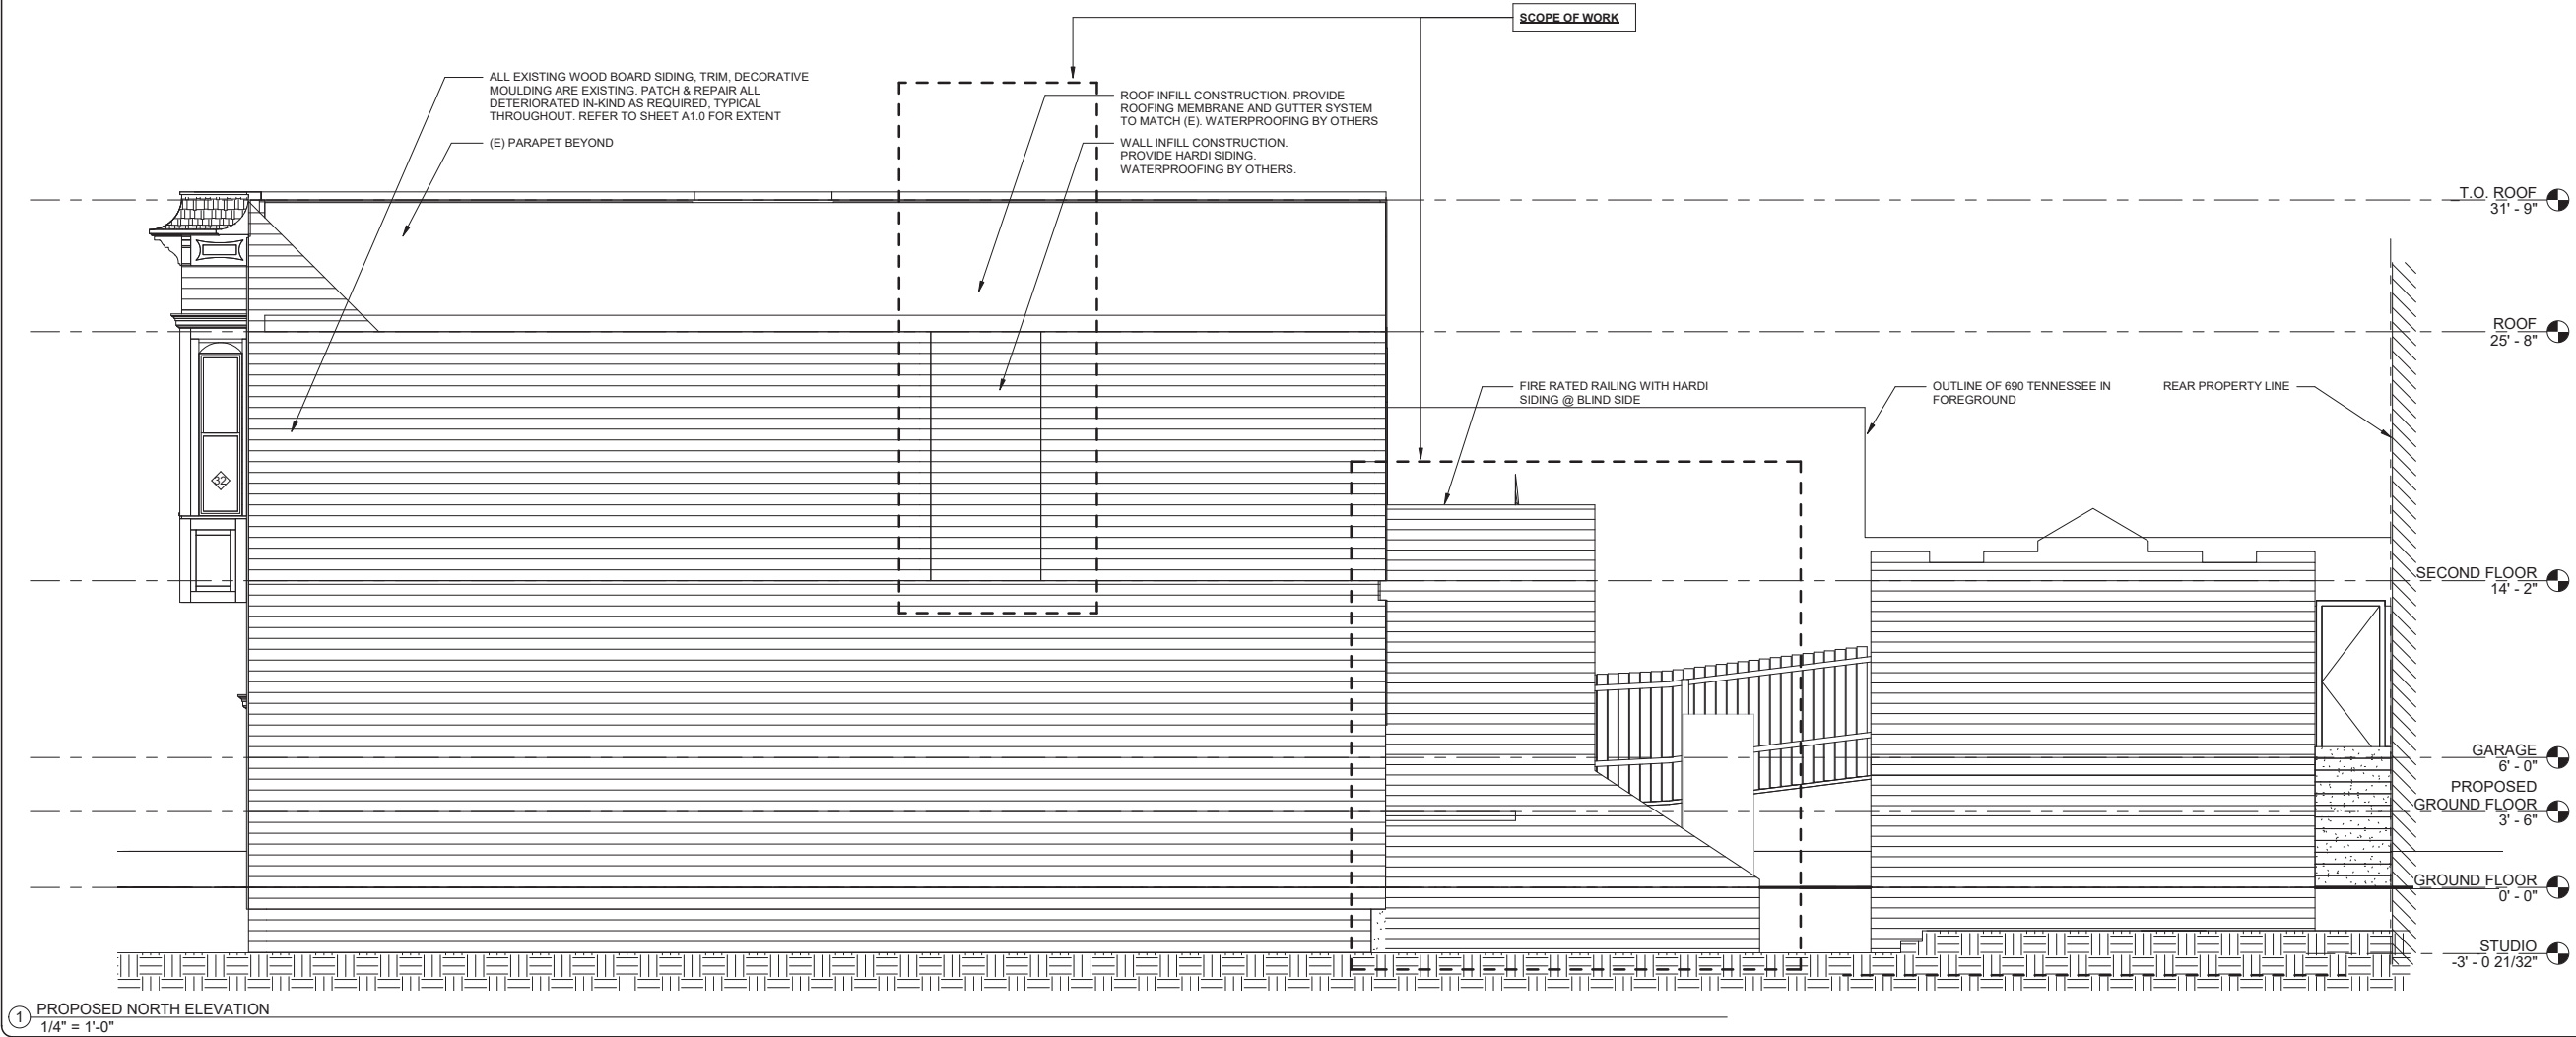 SCOPE OF WORK
ALL EXISTING WOOD BOARD SIDING, TRIM, DECORATIVE
MOULDING ARE EXISTING. PATCH & REPAIR ALL
DETERIORATED IN-KIND AS REQUIRED, TYPICAL
THROUGHOUT. REFER TO SHEET A1.0 FOR EXTENT
(E) PARAPET BEYOND
ROOF INFILL CONSTRUCTION. PROVIDE
ROOFING MEMBRANE AND GUTTER SYSTEM
TO MATCH (E). WATERPROOFING BY OTHERS
WALL INFILL CONSTRUCTION.
PROVIDE HARDI SIDING.
WATERPROOFING BY OTHERS.
T.O. ROOF
31' - 9"
ROOF
25' - 8"
FIRE RATED RAILING WITH HARDI
SIDING @ BLIND SIDE
OUTLINE OF 690 TENNESSEE IN
FOREGROUND
REAR PROPERTY LINE
32
SECOND FLOOR
14' - 2"
GARAGE
6' - 0"
PROPOSED
GROUND FLOOR
3' - 6"
GROUND FLOOR
0' - 0"
STUDIO
-3' - 0 21/32"
1 PROPOSED NORTH ELEVATION
1/4" = 1'-0"